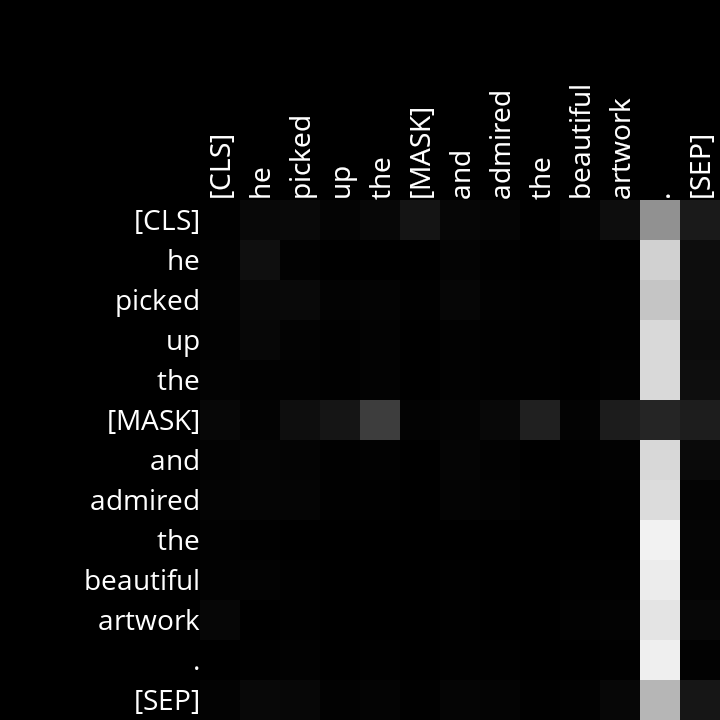 [CLS] he picked up the [MASK] and admired the beautiful artwork . [SEP]
[CLS]
he
picked
up
the
[MASK]
and
admired
the
beautiful
artwork
.
[SEP]